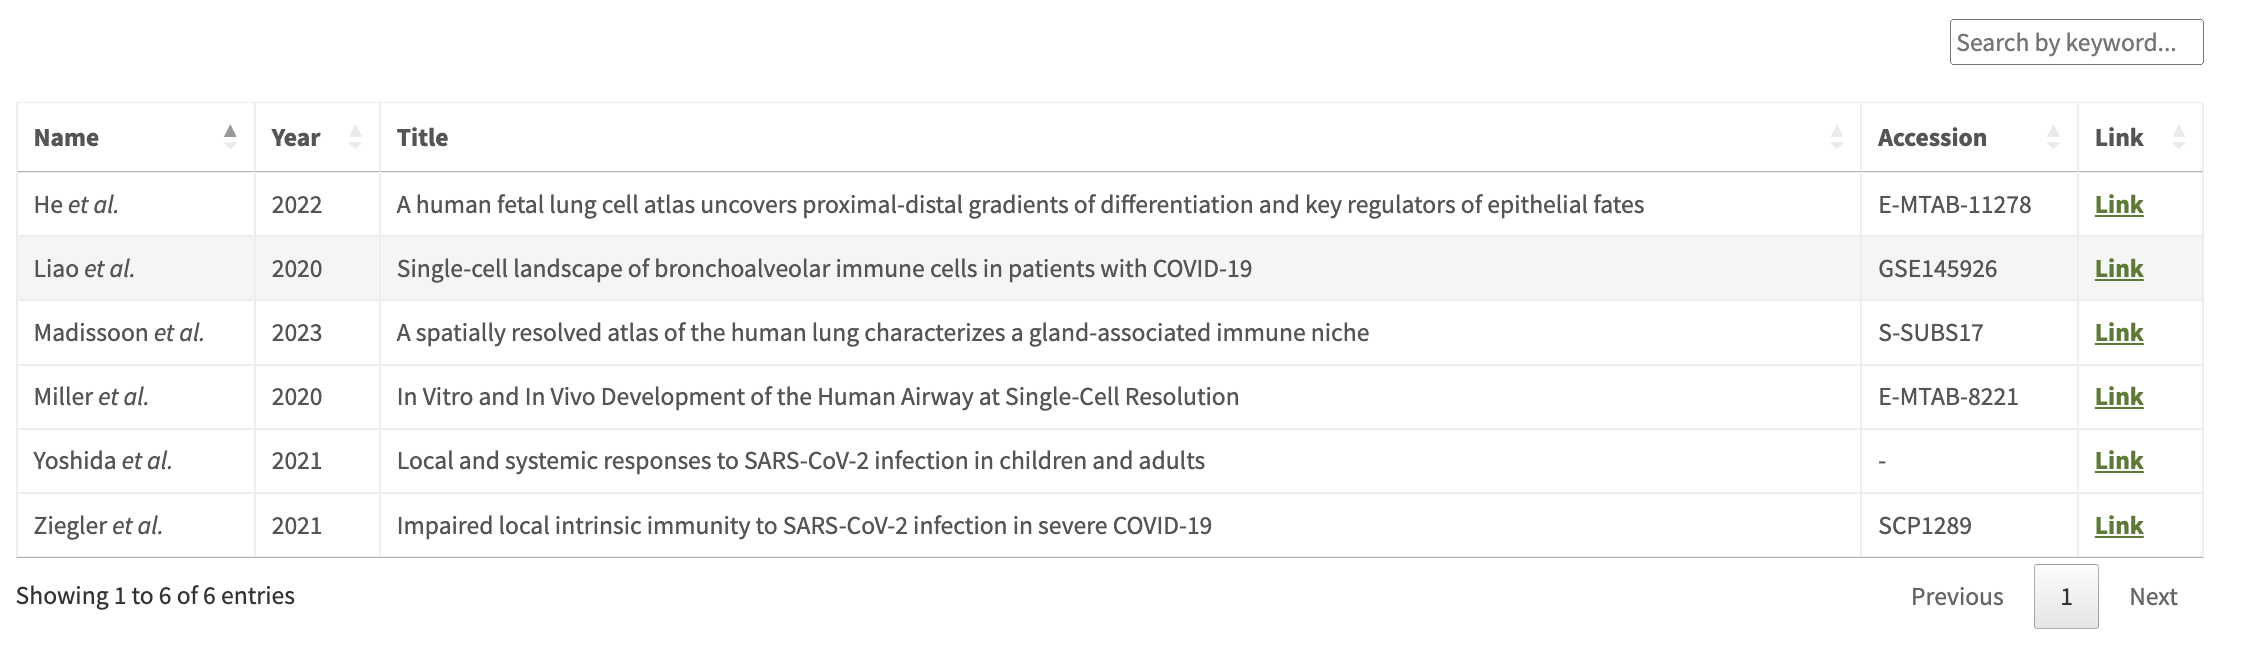 Search by keyword...
Name Year Title Accession Link
He et al. 2022 A human fetal lung cell atlas uncovers proximal-distal gradients of differentiation and key regulators of epithelial fates E-MTAB-11278 Link
Liao et al. 2020 Single-cell landscape of bronchoalveolar immune cells in patients with COVID-19 GSE145926 Link
Madissoon et al. 2023 A spatially resolved atlas of the human lung characterizes a gland-associated immune niche S-SUBS17 Link
Miller et al. 2020 In Vitro and In Vivo Development of the Human Airway at Single-Cell Resolution E-MTAB-8221 Link
Yoshida et al. 2021 Local and systemic responses to SARS-CoV-2 infection in children and adults - Link
Ziegler et al. 2021 Impaired local intrinsic immunity to SARS-CoV-2 infection in severe COVID-19 SCP1289 Link
Showing 1 to 6 of 6 entries Previous 1 Next